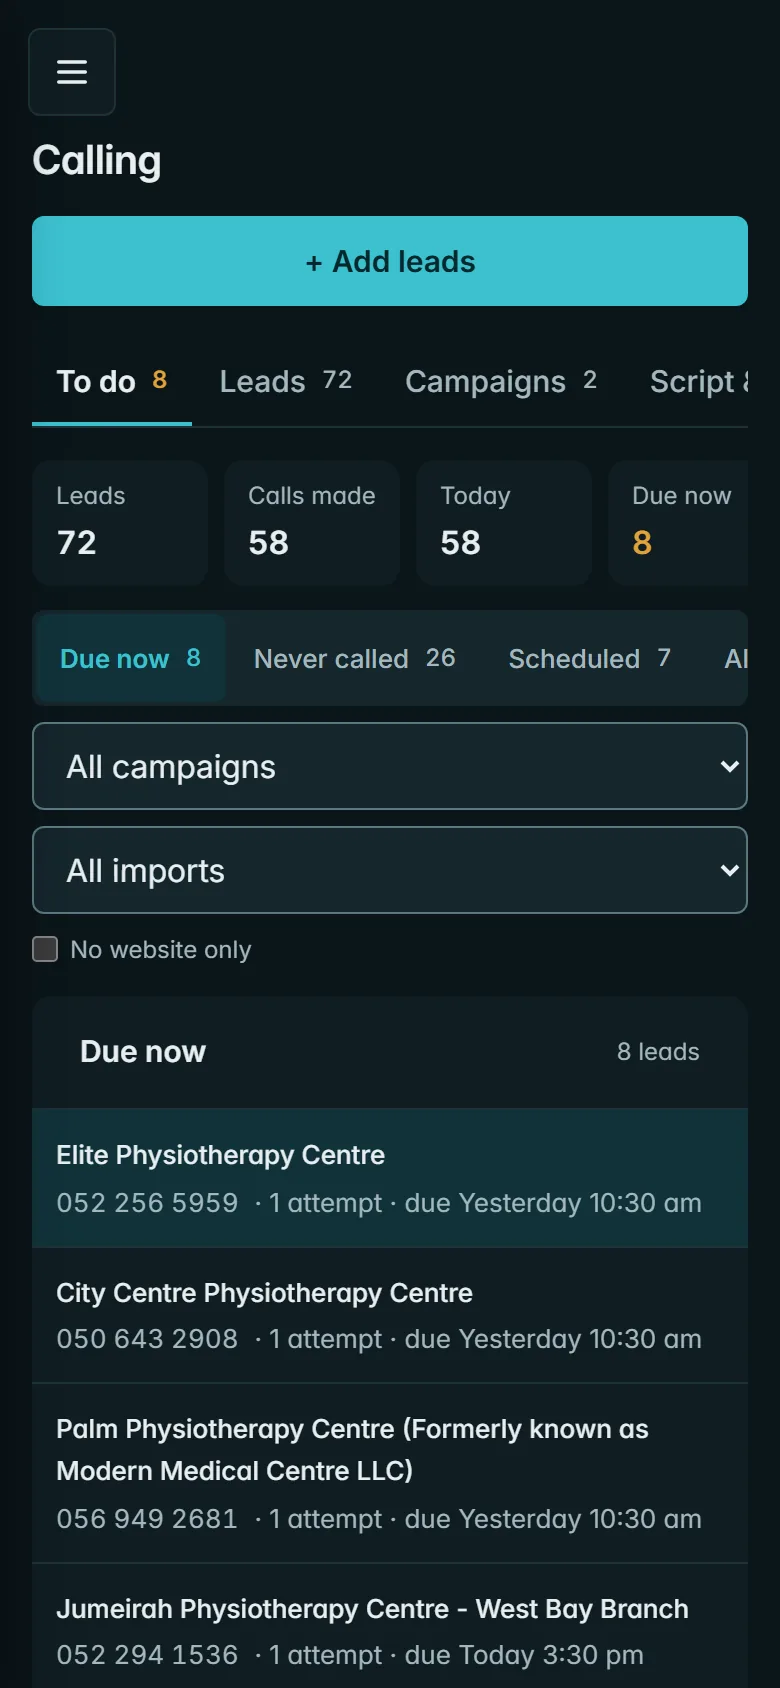 Calling
+ Add leads
To do 8 Leads 72 Campaigns 2 Script &
Leads Calls made Today Due now
72 58 58 8
Due now 8 Never called 26 Scheduled 7 Al
All campaigns
All imports
No website only
Due now 8 leads
Elite Physiotherapy Centre
052 256 5959 · 1 attempt · due Yesterday 10:30 am
City Centre Physiotherapy Centre
050 643 2908 · 1 attempt · due Yesterday 10:30 am
Palm Physiotherapy Centre (Formerly known as
Modern Medical Centre LLC)
056 949 2681 · 1 attempt · due Yesterday 10:30 am
Jumeirah Physiotherapy Centre - West Bay Branch
052 294 1536 · 1 attempt · due Today 3:30 pm